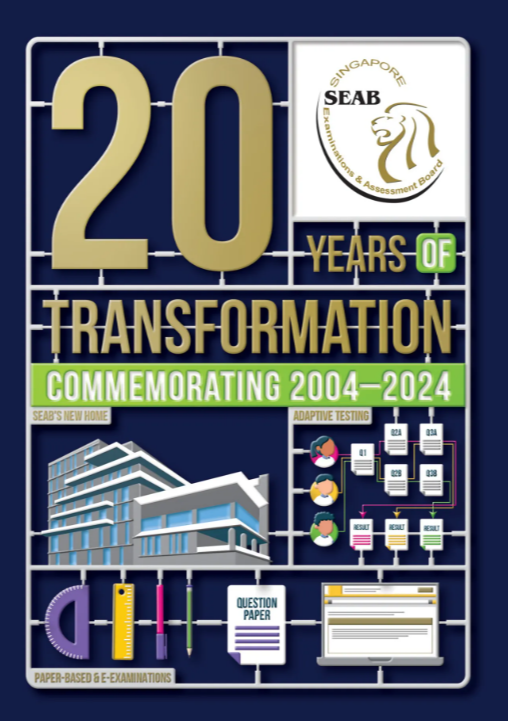 20
SINGAPORE
SEAB
Examinations & Assessment Board
YEARS OF
TRANSFORMATION
COMMEMORATING 2004–2024
SEAB'S NEW HOME
ADAPTIVE TESTING
Q1
Q2A
Q3A
Q2B
Q3B
RESULT
RESULT
RESULT
QUESTION
PAPER
PAPER-BASED & E-EXAMINATIONS